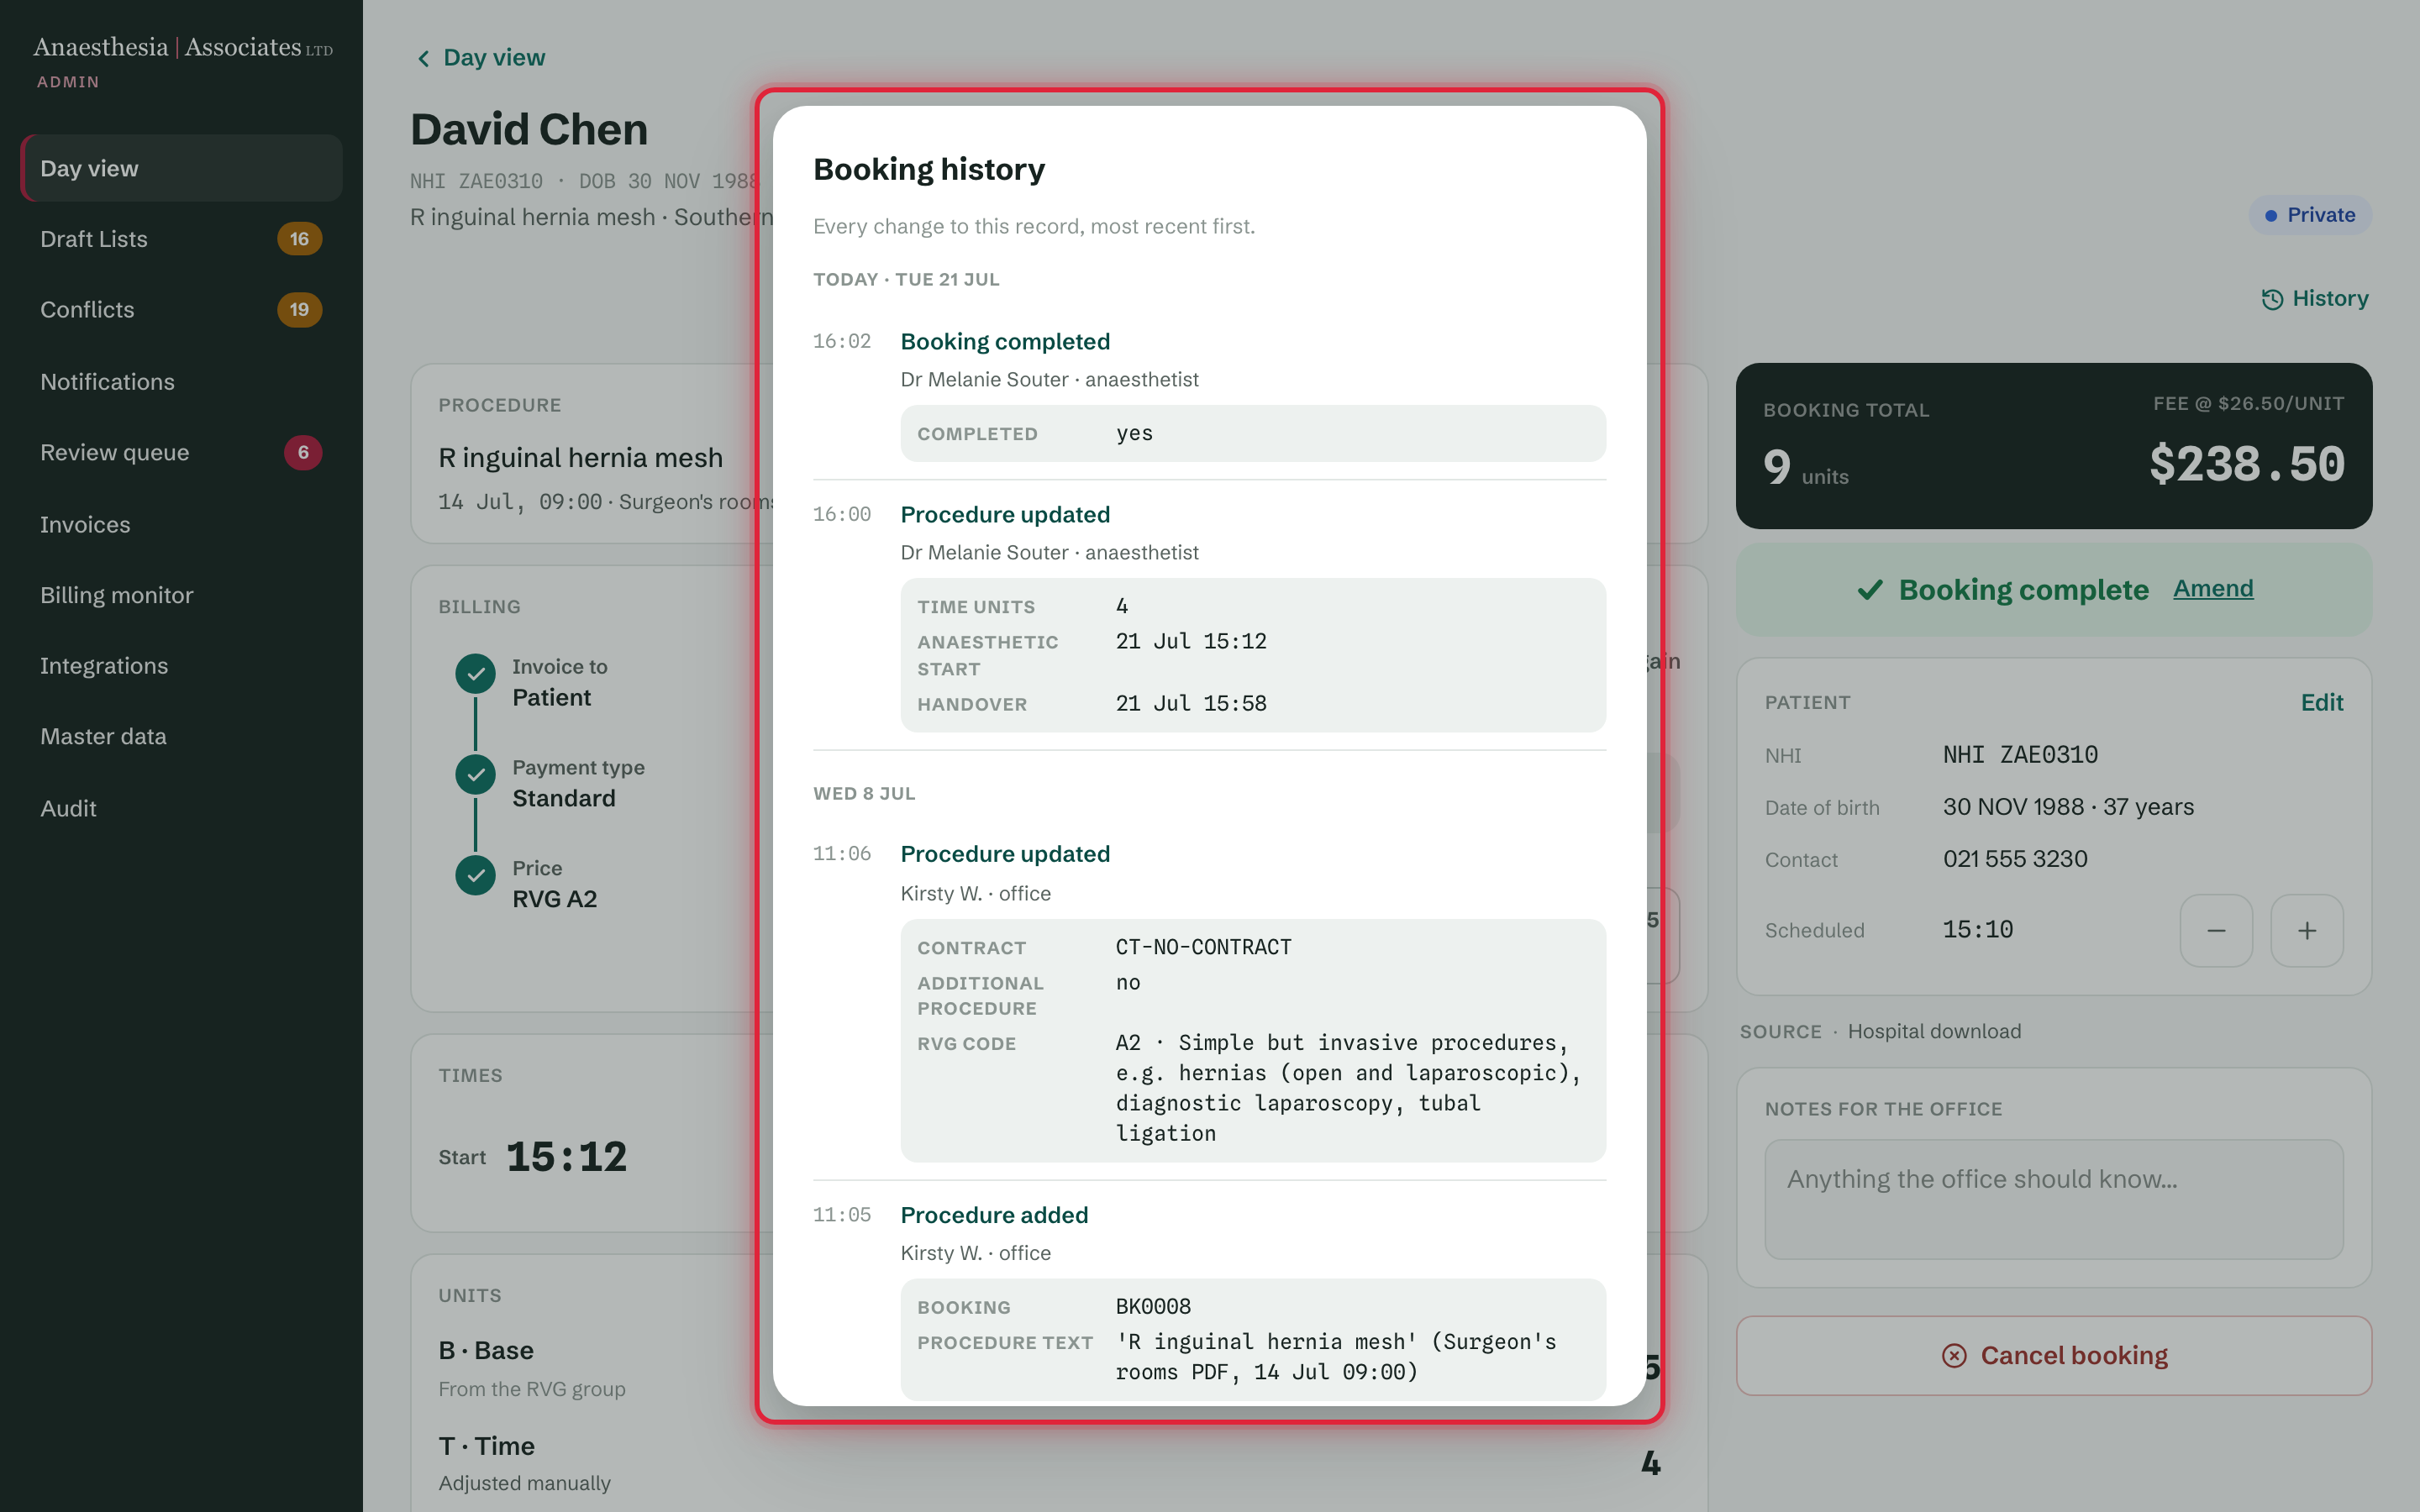 Anaesthesia | Associates LTD
ADMIN
Day view
Draft Lists 16
Conflicts 19
Notifications
Review queue 6
Invoices
Billing monitor
Integrations
Master data
Audit
Day view
David Chen
NHI ZAE0310 · DOB 30 NOV 1988
R inguinal hernia mesh · Southern
Private
History
PROCEDURE
R inguinal hernia mesh
14 Jul, 09:00 · Surgeon's rooms
BILLING
Invoice to
Patient
Payment type
Standard
Price
RVG A2
TIMES
Start 15:12
UNITS
B · Base
From the RVG group
5
T · Time
Adjusted manually
4
Booking history
Every change to this record, most recent first.
TODAY · TUE 21 JUL
16:02 Booking completed
Dr Melanie Souter · anaesthetist
COMPLETED yes
16:00 Procedure updated
Dr Melanie Souter · anaesthetist
TIME UNITS 4
ANAESTHETIC START 21 Jul 15:12
HANDOVER 21 Jul 15:58
WED 8 JUL
11:06 Procedure updated
Kirsty W. · office
CONTRACT CT-NO-CONTRACT
ADDITIONAL PROCEDURE no
RVG CODE A2 · Simple but invasive procedures,
e.g. hernias (open and laparoscopic),
diagnostic laparoscopy, tubal
ligation
11:05 Procedure added
Kirsty W. · office
BOOKING BK0008
PROCEDURE TEXT 'R inguinal hernia mesh' (Surgeon's
rooms PDF, 14 Jul 09:00)
BOOKING TOTAL
FEE @ $26.50/UNIT
9 units
$238.50
Booking complete Amend
PATIENT Edit
NHI NHI ZAE0310
Date of birth 30 NOV 1988 · 37 years
Contact 021 555 3230
Scheduled 15:10 − +
SOURCE · Hospital download
NOTES FOR THE OFFICE
Anything the office should know...
Cancel booking